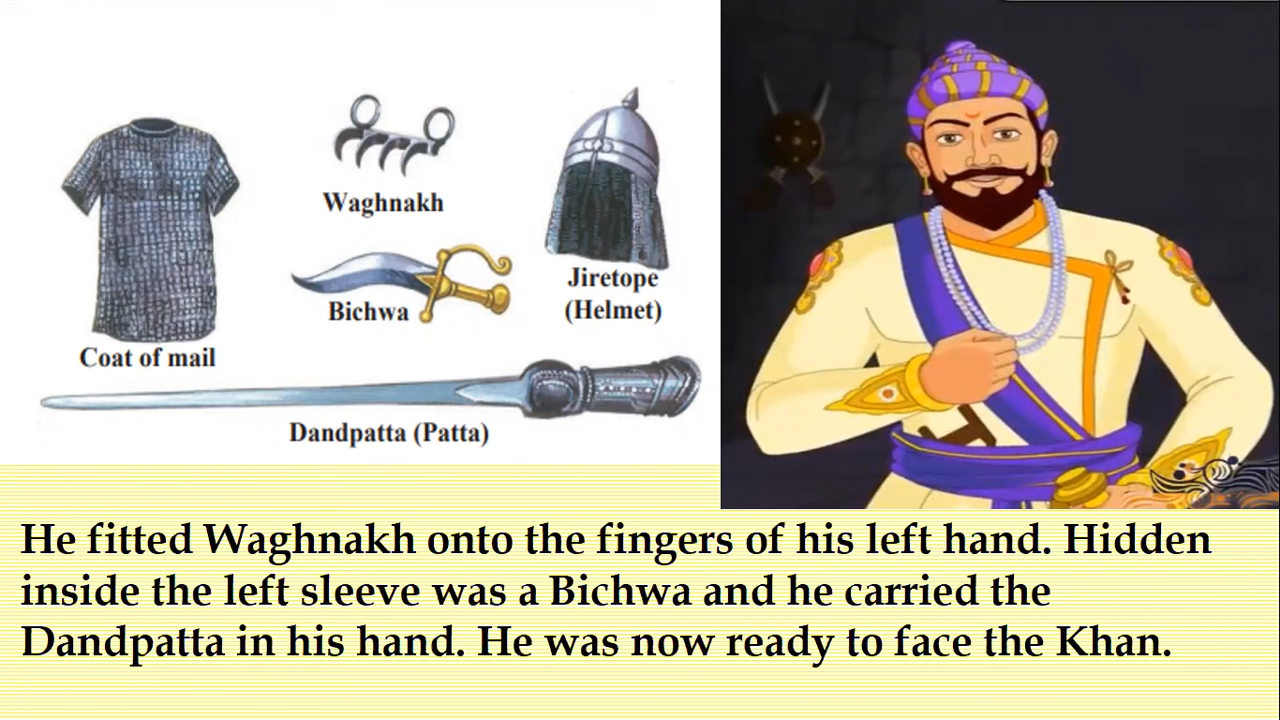 Waghnakh
Jiretope
(Helmet)
Bichwa
Coat of mail
Dandpatta (Patta)
He fitted Waghnakh onto the fingers of his left hand. Hidden
inside the left sleeve was a Bichwa and he carried the
Dandpatta in his hand. He was now ready to face the Khan.